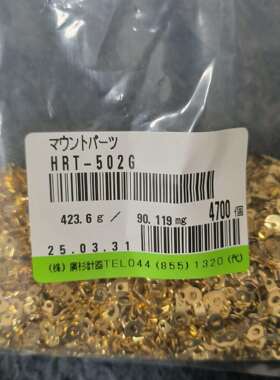 マウントパーツ
HRT-502G
423.6g / 90.119mg 4700個
25.03.31
(株)廣杉計器TEL044(855)1320(代)